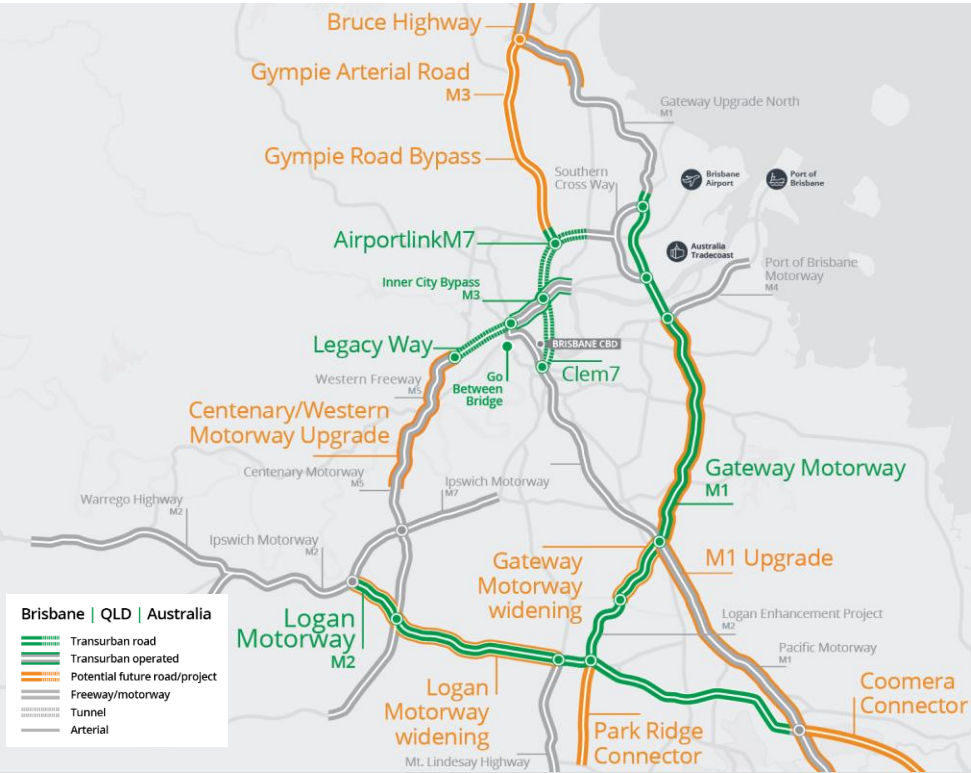 Bruce Highway
Gympie Arterial Road
M3
Gateway Upgrade North
M1
Gympie Road Bypass
Southern
Cross Way
Brisbane
Airport
Port of
Brisbane
AirportlinkM7
Australia
Tradecoast
Port of Brisbane
Motorway
M4
Inner City Bypass
M3
Legacy Way
BRISBANE CBD
Go
Between
Bridge
Clem7
Western Freeway
M5
Centenary/Western
Motorway Upgrade
Centenary Motorway
M5
Ipswich Motorway
M7
Gateway Motorway
M1
Warrego Highway
M2
Ipswich Motorway
M2
Gateway
Motorway
widening
M1 Upgrade
Logan Enhancement Project
M2
Logan
Motorway
M2
Pacific Motorway
M1
Coomera
Connector
Logan
Motorway
widening
Park Ridge
Connector
Mt. Lindesay Highway
Brisbane | QLD | Australia
Transurban road
Transurban operated
Potential future road/project
Freeway/motorway
Tunnel
Arterial